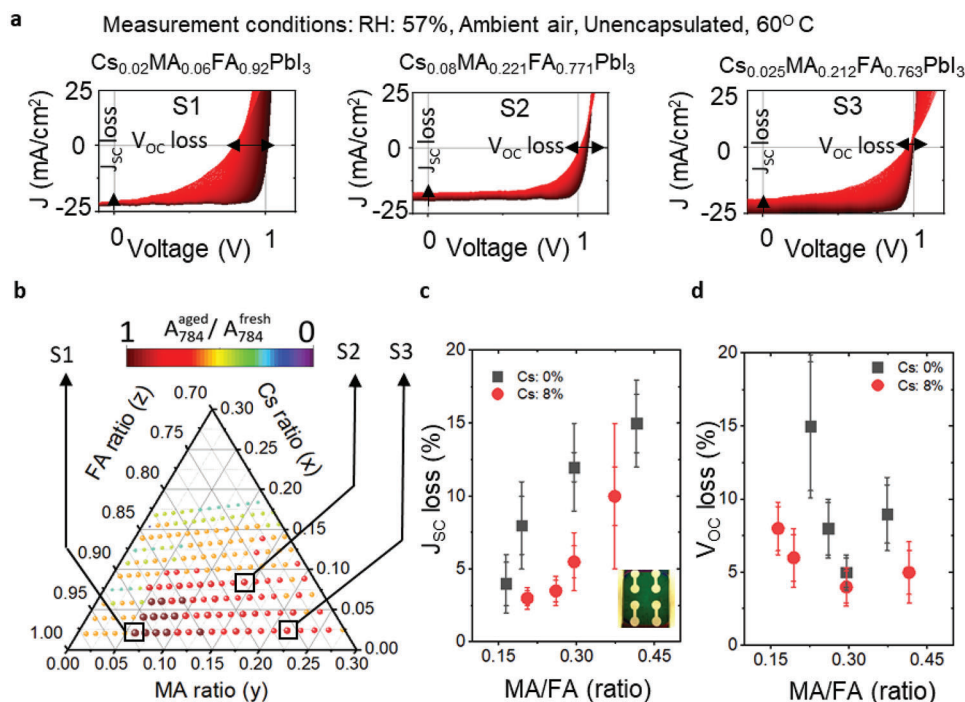 a
Measurement conditions: RH: 57%, Ambient air, Unencapsulated, 60° C
Cs0.02MA0.06FA0.92PbI3
Cs0.08MA0.221FA0.771PbI3
Cs0.025MA0.212FA0.763PbI3
J (mA/cm²)
25
0
-25
S1
JSC loss
VOC loss
0
1
Voltage (V)
J (mA/cm²)
25
0
-25
S2
JSC loss
VOC loss
0
1
Voltage (V)
J (mA/cm²)
25
0
-25
S3
JSC loss
VOC loss
0
1
Voltage (V)
b
S1
1
A784aged / A784fresh
0
S2
S3
FA ratio (z)
0.70
0.75
0.80
0.85
0.90
0.95
1.00
Cs ratio (x)
0.30
0.25
0.20
0.15
0.10
0.05
0.00
0.00
0.05
0.10
0.15
0.20
0.25
0.30
MA ratio (y)
c
JSC loss (%)
20
15
10
5
0
Cs: 0%
Cs: 8%
0.15
0.30
0.45
MA/FA (ratio)
d
VOC loss (%)
20
15
10
5
0
Cs: 0%
Cs: 8%
0.15
0.30
0.45
MA/FA (ratio)